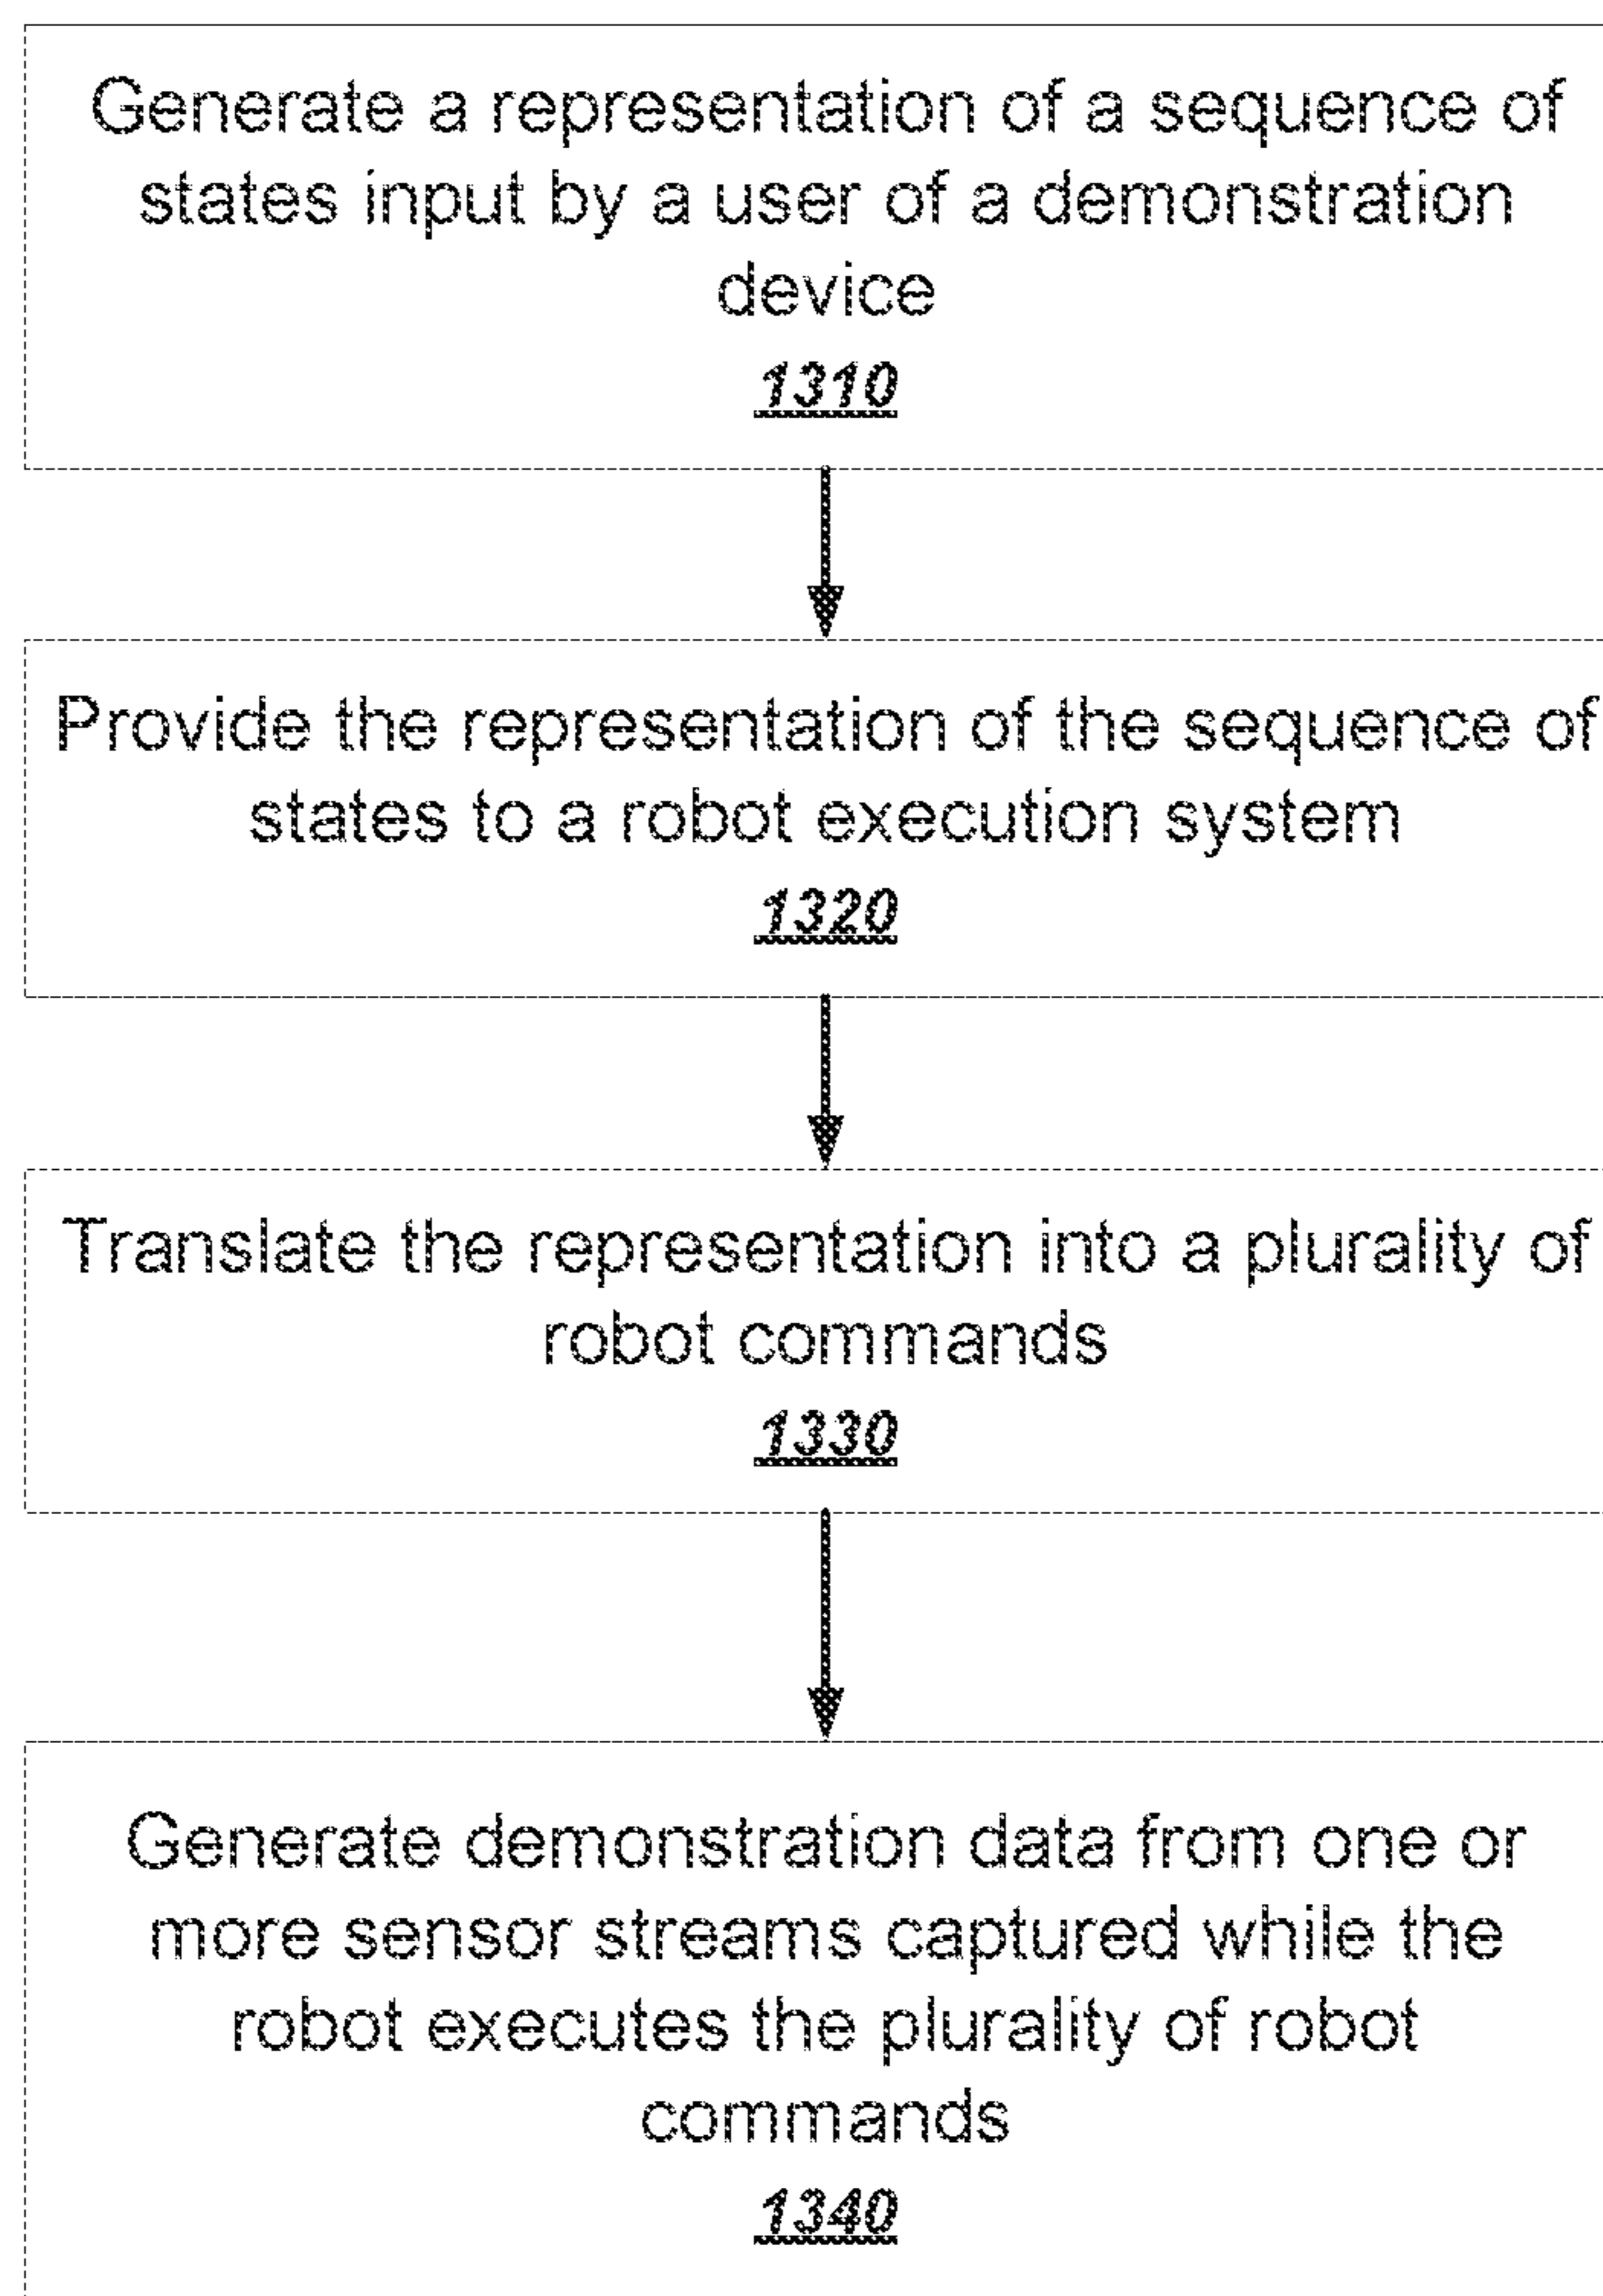 Generate a representation of a sequence of
states input by a user of a demonstration
device
1310
Provide the representation of the sequence of
states to a robot execution system
1320
Translate the representation into a plurality of
robot commands
1330
Generate demonstration data from one or
more sensor streams captured while the
robot executes the plurality of robot
commands
1340